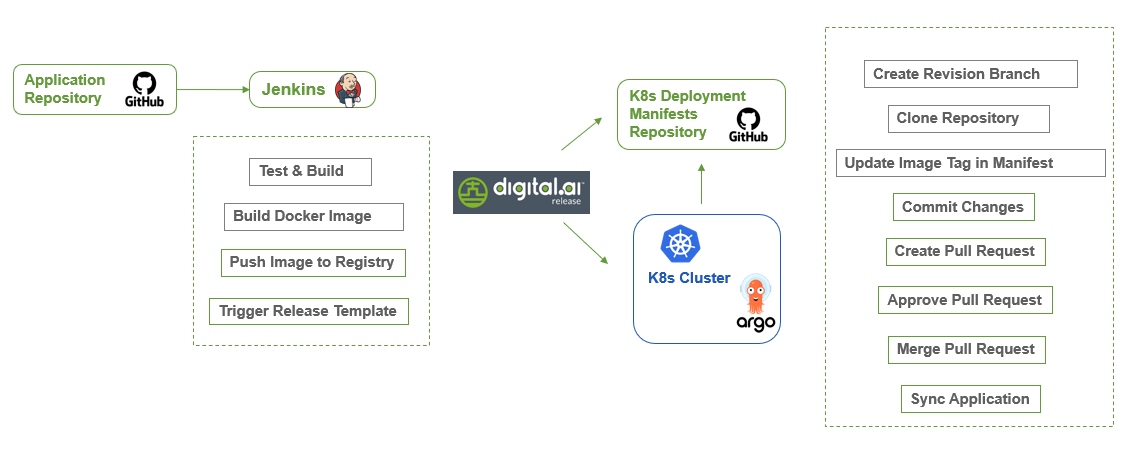 Application
Repository
GitHub
Jenkins
Test & Build
Build Docker Image
Push Image to Registry
Trigger Release Template
digital.ai™
release
K8s Deployment
Manifests
Repository
GitHub
K8s Cluster
argo
Create Revision Branch
Clone Repository
Update Image Tag in Manifest
Commit Changes
Create Pull Request
Approve Pull Request
Merge Pull Request
Sync Application